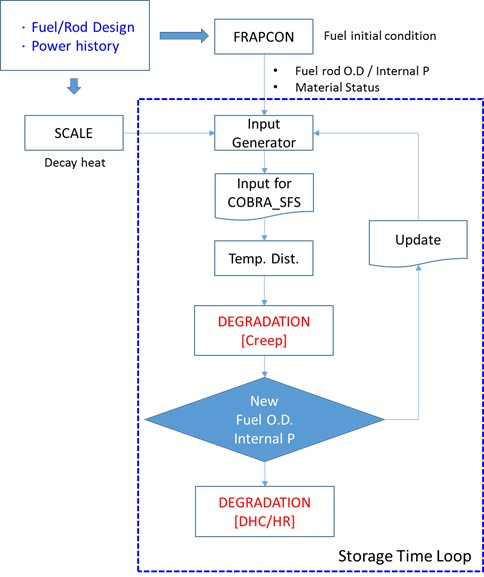 · Fuel/Rod Design
· Power history
FRAPCON
Fuel initial condition
• Fuel rod O.D / Internal P
• Material Status
SCALE
Decay heat
Input
Generator
Input for
COBRA_SFS
Update
Temp. Dist.
DEGRADATION
[Creep]
New
Fuel O.D.
Internal P
DEGRADATION
[DHC/HR]
Storage Time Loop